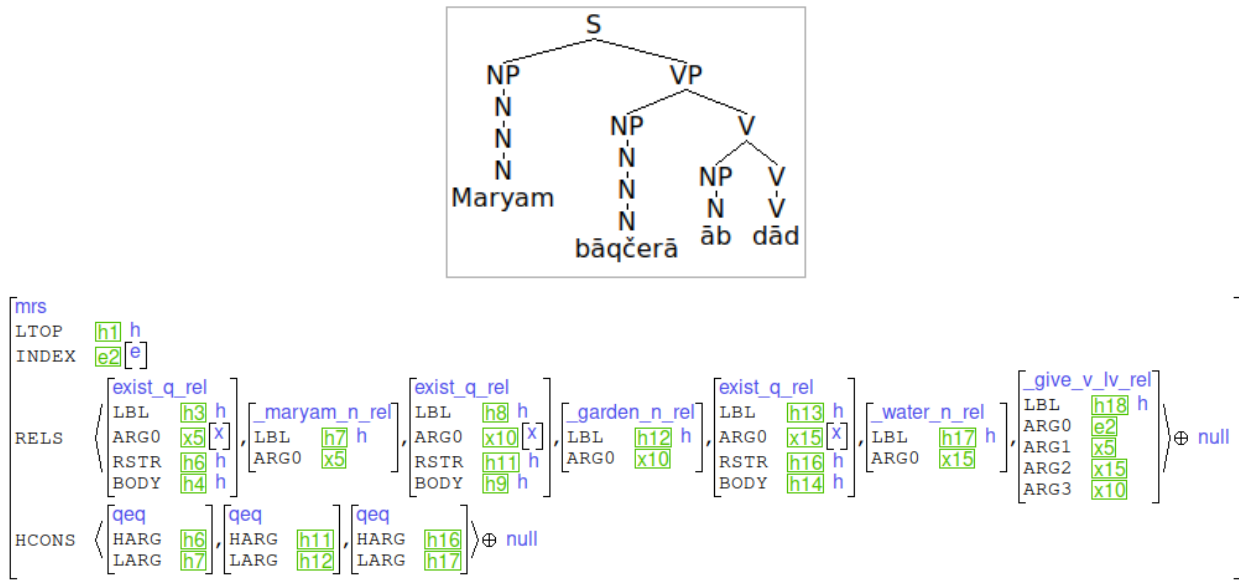 S
NP VP
N NP V
N N NP V
N N N V
Maryam N āb dād
bāqčerā
mrs
LTOP h1 h
INDEX e2 [e]
exist_q_rel exist_q_rel exist_q_rel _give_v_lv_rel
LBL h3 h _maryam_n_rel LBL h8 h _garden_n_rel LBL h13 h _water_n_rel LBL h18 h
RELS ⟨ ARG0 x5 [x] , LBL h7 h , ARG0 x10 [x] , LBL h12 h , ARG0 x15 [x] , LBL h17 h , ARG0 e2 ⟩ ⊕ null
RSTR h6 h ARG0 x5 RSTR h11 h ARG0 x10 RSTR h16 h ARG0 x15 ARG1 x5
BODY h4 h BODY h9 h BODY h14 h ARG2 x15
ARG3 x10
qeq qeq qeq
HCONS ⟨ HARG h6 , HARG h11 , HARG h16 ⟩ ⊕ null
LARG h7 LARG h12 LARG h17